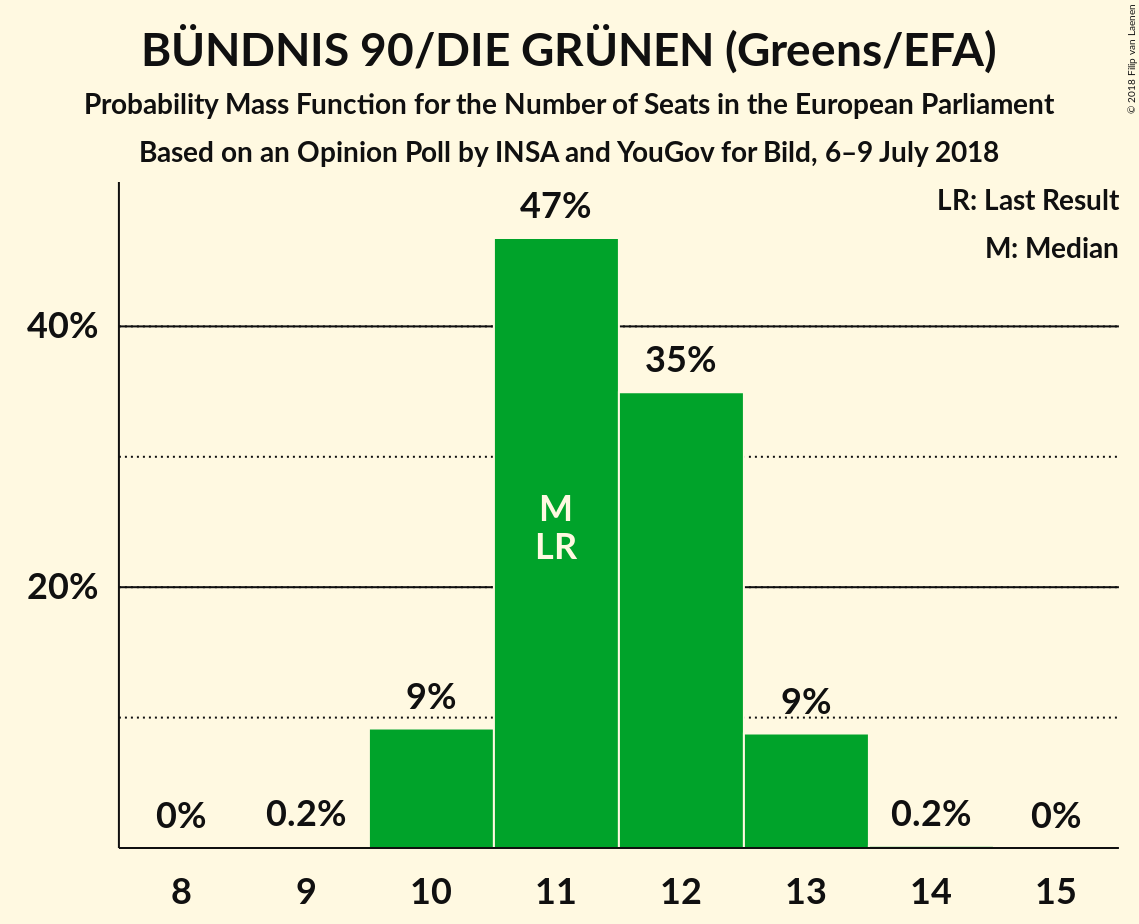 BÜNDNIS 90/DIE GRÜNEN (Greens/EFA)
Probability Mass Function for the Number of Seats in the European Parliament
Based on an Opinion Poll by INSA and YouGov for Bild, 6–9 July 2018
© 2018 Filip van Laenen
LR: Last Result
M: Median
47%
40%
35%
M
LR
20%
9%
9%
0%
0.2%
0.2%
0%
8 9 10 11 12 13 14 15